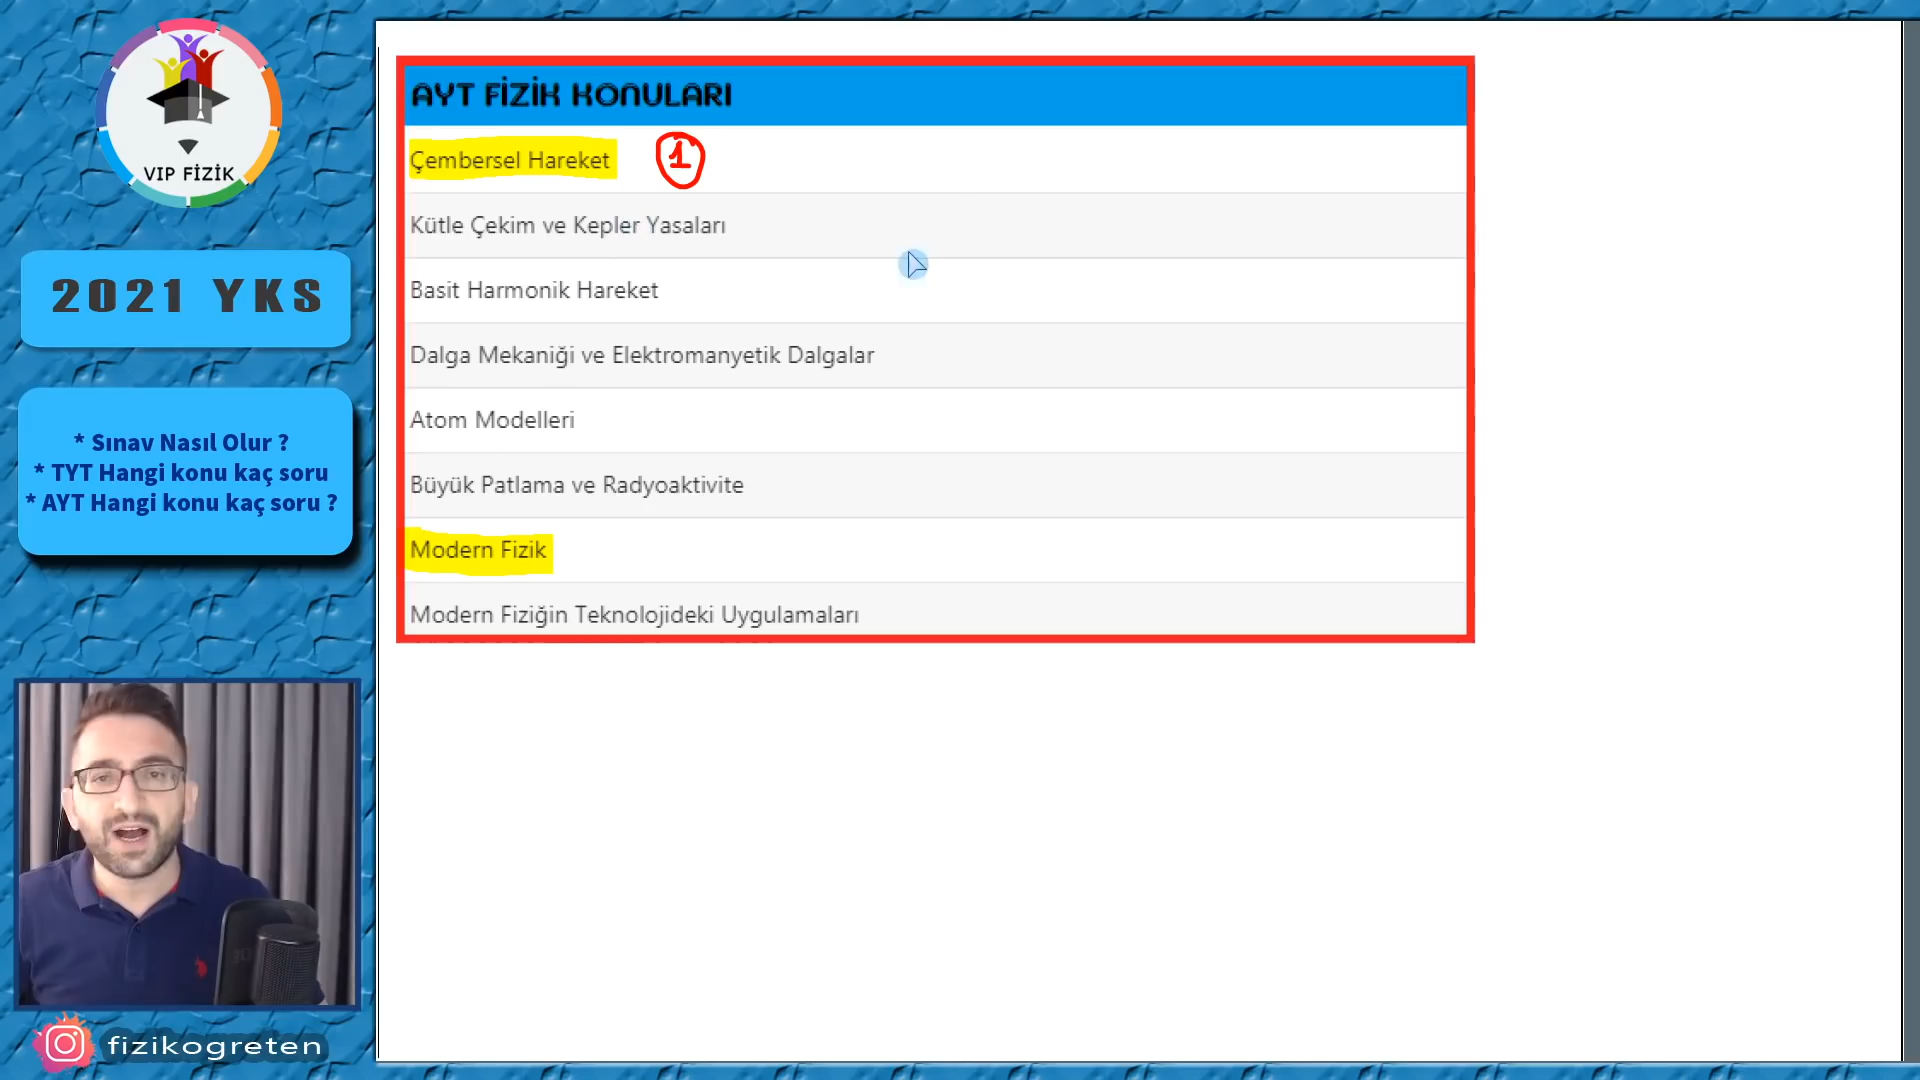 VIP FİZİK
2021 YKS
* Sınav Nasıl Olur ?
* TYT Hangi konu kaç soru
* AYT Hangi konu kaç soru ?
fizikogreten
AYT FİZİK KONULARI
Çembersel Hareket 1
Kütle Çekim ve Kepler Yasaları
Basit Harmonik Hareket
Dalga Mekaniği ve Elektromanyetik Dalgalar
Atom Modelleri
Büyük Patlama ve Radyoaktivite
Modern Fizik
Modern Fiziğin Teknolojideki Uygulamaları